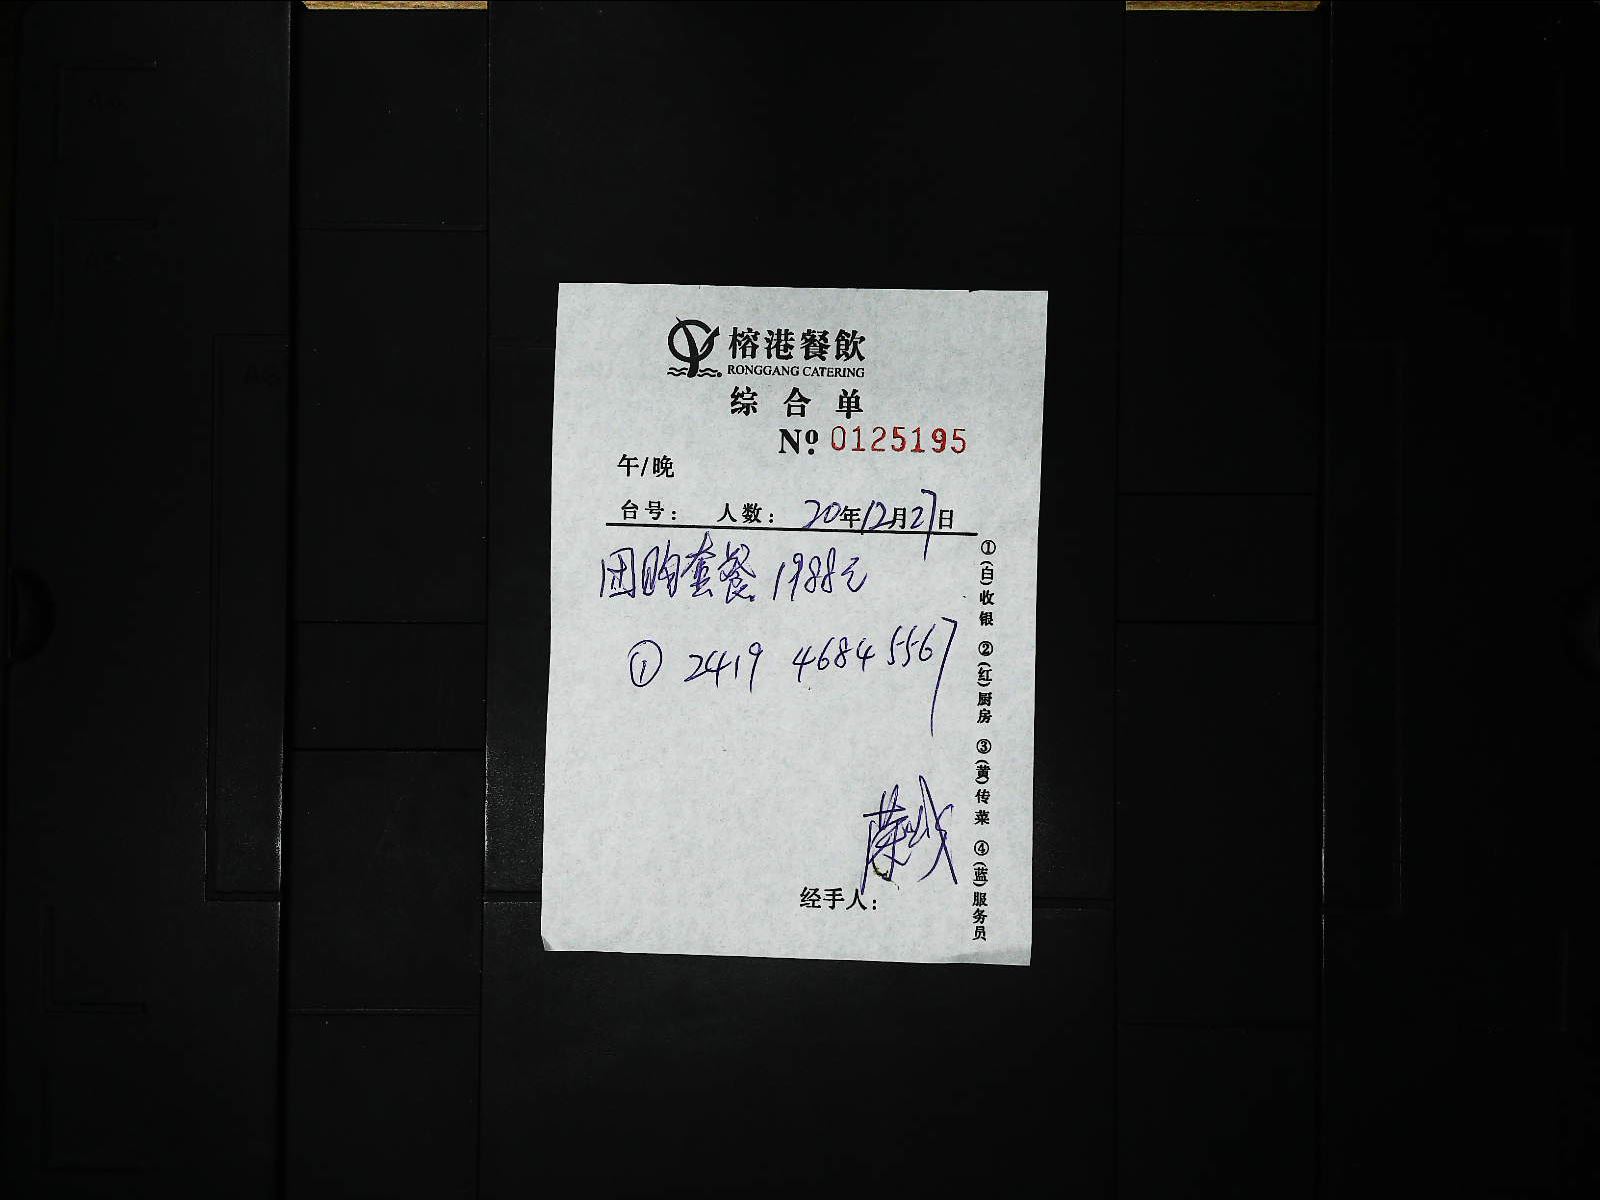 榕港餐飲
RONGGANG CATERING
综合单
No. 0125195
午/晚
台号: 人数: 20年12月27日
团购套餐 1988元
① 2419 4684 5567
经手人:
①(白)收银 ②(红)厨房 ③(黄)传菜 ④(蓝)服务员